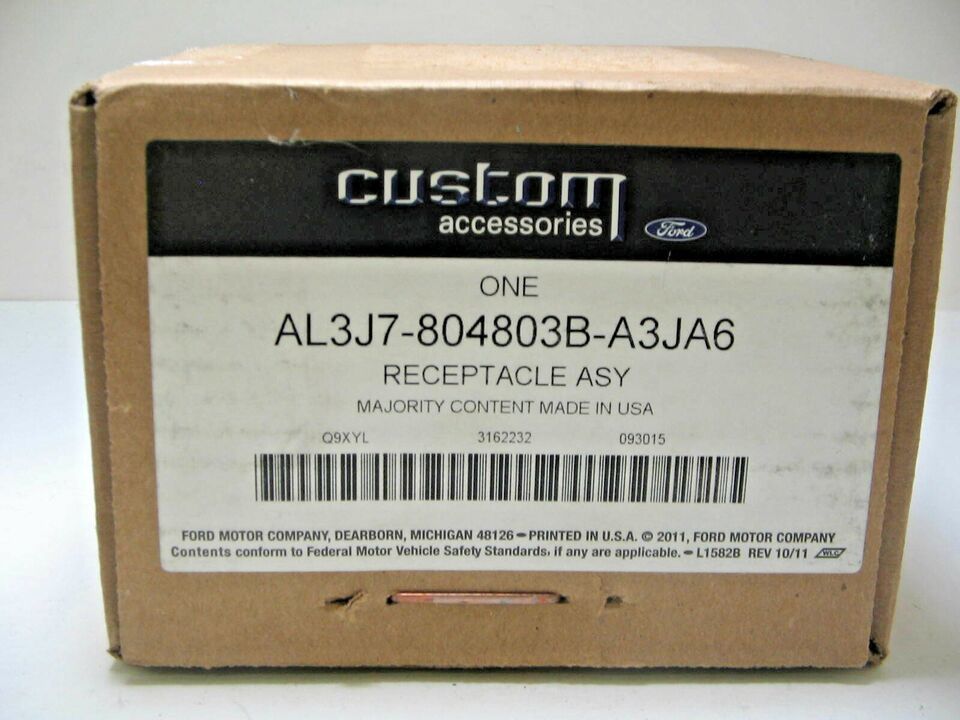 custom
accessories
Ford
ONE
AL3J7-804803B-A3JA6
RECEPTACLE ASY
MAJORITY CONTENT MADE IN USA
Q9XYL 3162232 093015
FORD MOTOR COMPANY, DEARBORN, MICHIGAN 48126 – PRINTED IN U.S.A. © 2011, FORD MOTOR COMPANY
Contents conform to Federal Motor Vehicle Safety Standards, if any are applicable. – L1582B REV 10/11